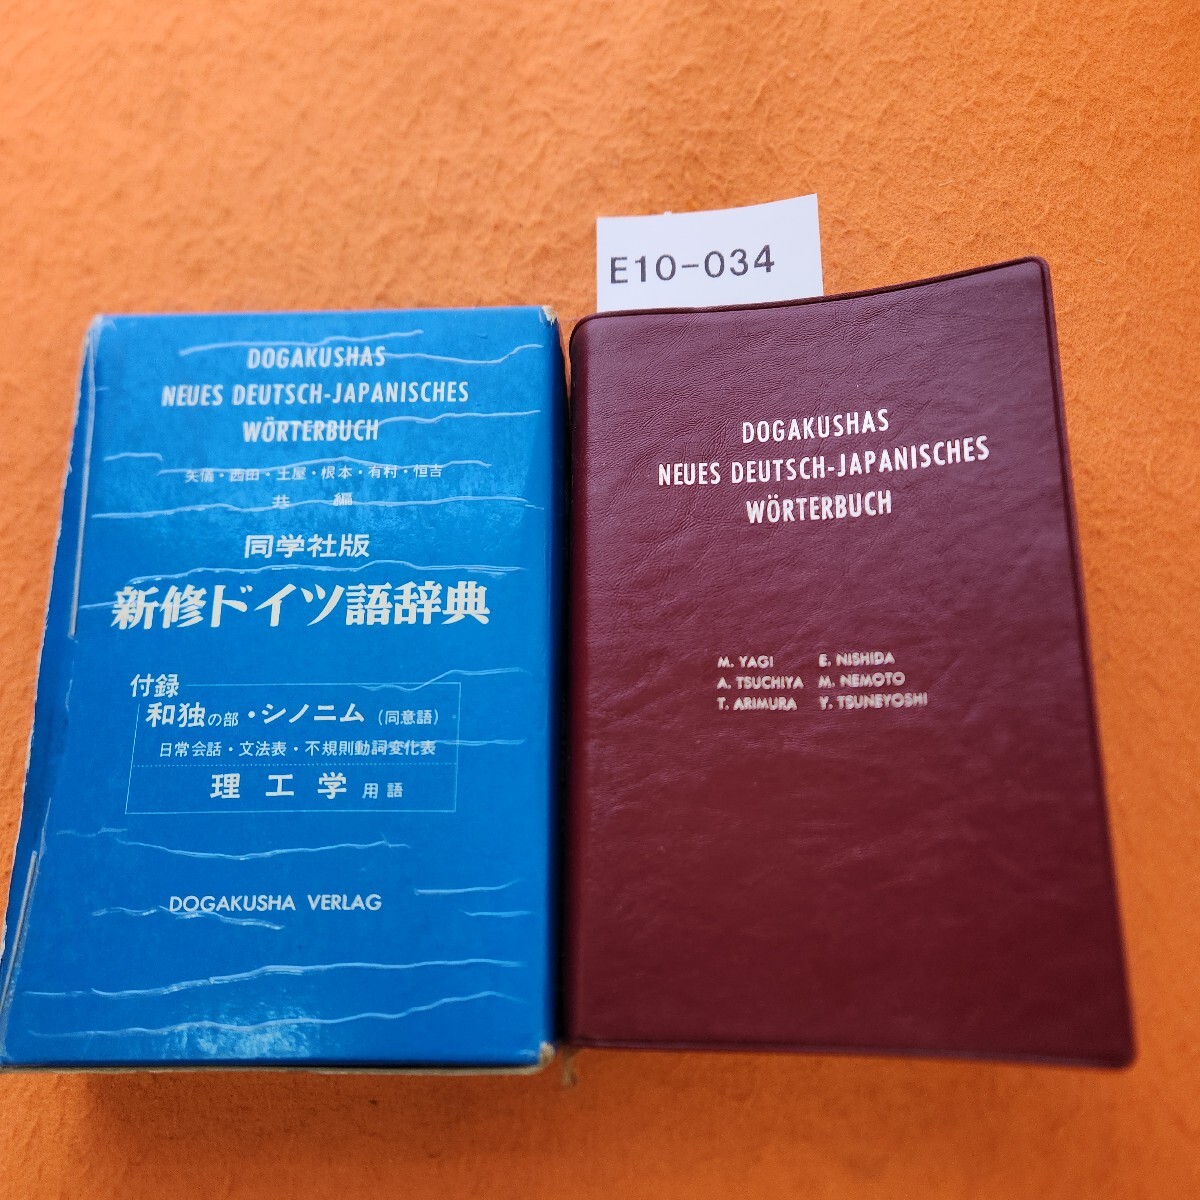 E10-034
DOGAKUSHAS
NEUES DEUTSCH-JAPANISCHES
WÖRTERBUCH
矢儀・西田・土屋・根本・有村・恒吉
共編
同学社版
新修ドイツ語辞典
付録
和独の部・シノニム(同意語)
日常会話・文法表・不規則動詞変化表
理工学用語
DOGAKUSHA VERLAG
DOGAKUSHAS
NEUES DEUTSCH-JAPANISCHES
WÖRTERBUCH
M. YAGI E. NISHIDA
A. TSUCHIYA M. NEMOTO
T. ARIMURA Y. TSUNEYOSHI